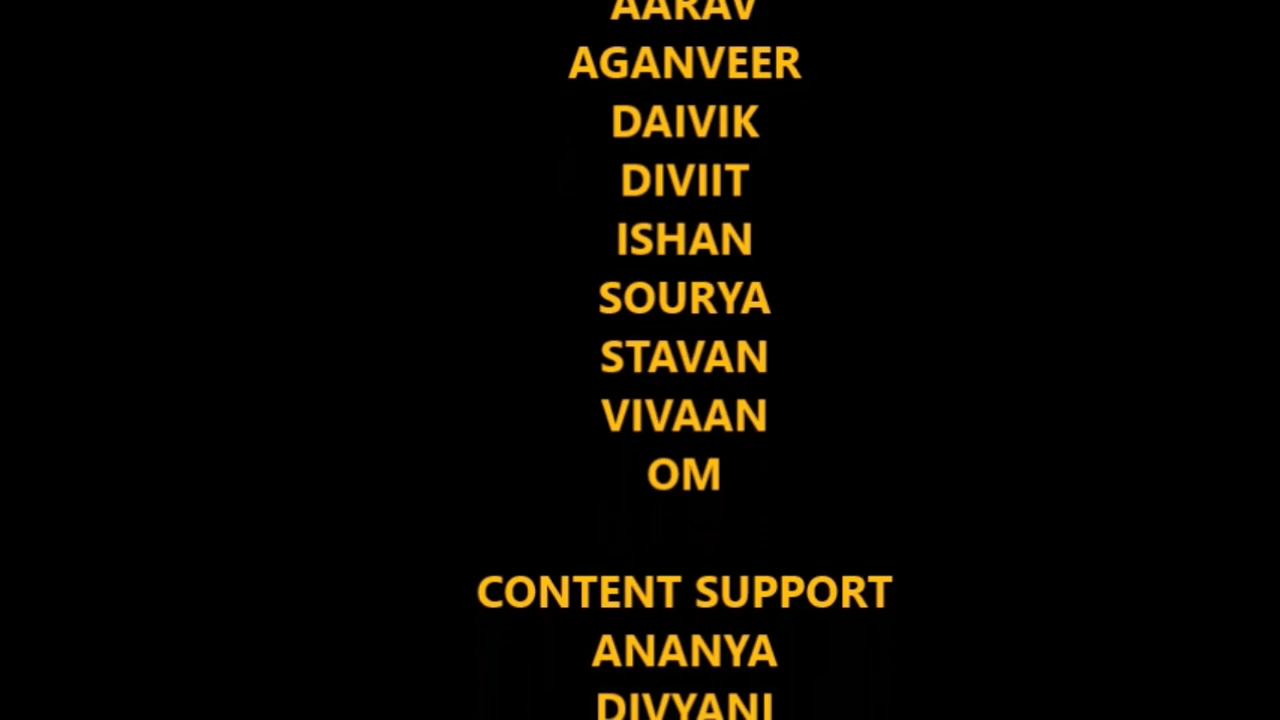 AARAV
AGANVEER
DAIVIK
DIVIIT
ISHAN
SOURYA
STAVAN
VIVAAN
OM
CONTENT SUPPORT
ANANYA
DIVYANI